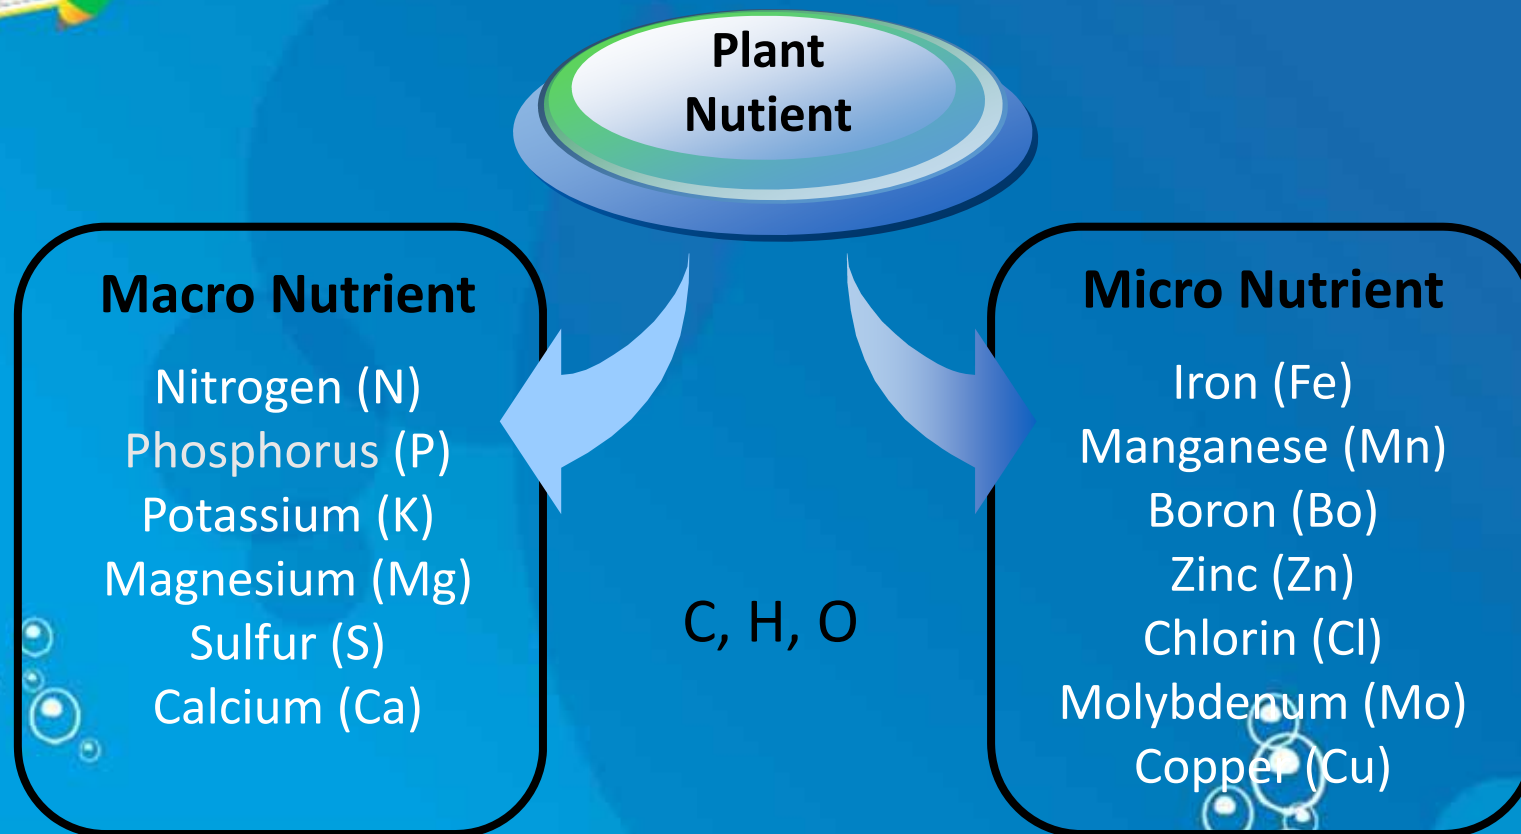 Plant
Nutient
Macro Nutrient
Nitrogen (N)
Phosphorus (P)
Potassium (K)
Magnesium (Mg)
Sulfur (S)
Calcium (Ca)
C, H, O
Micro Nutrient
Iron (Fe)
Manganese (Mn)
Boron (Bo)
Zinc (Zn)
Chlorin (Cl)
Molybdenum (Mo)
Copper (Cu)